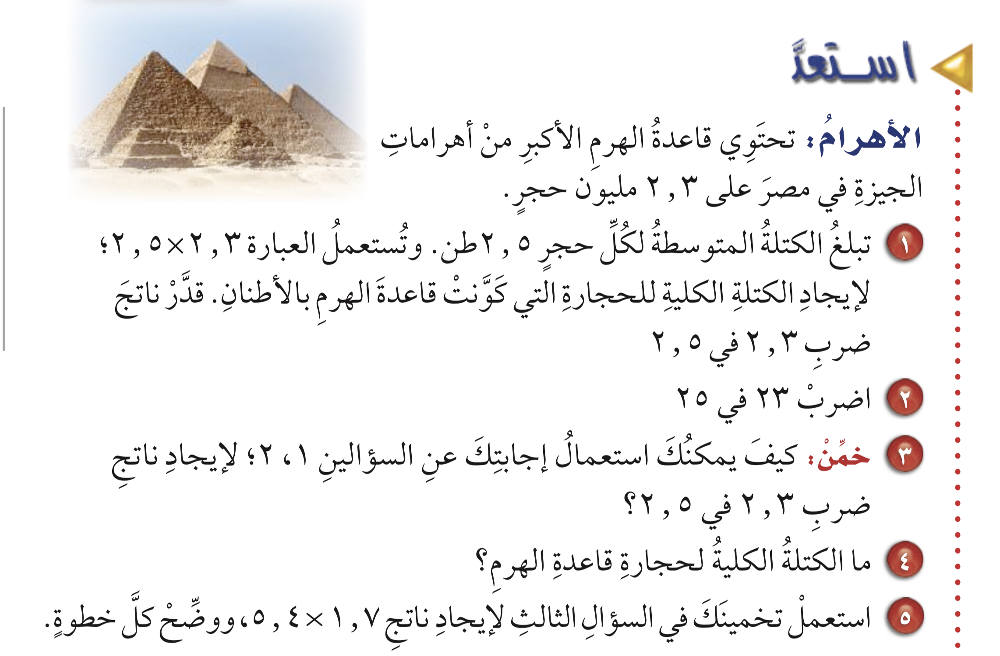 استعدَّ
الأهرامُ: تحتَوِي قاعدةُ الهرمِ الأكبرِ منْ أهراماتِ
الجيزةِ في مصرَ على ٢,٣ مليون حجرٍ.
١ تبلغُ الكتلةُ المتوسطةُ لكُلِّ حجرٍ ٢,٥ طن. وتُستعملُ العبارة ٢,٣ × ٢,٥؛
لإيجادِ الكتلةِ الكليةِ للحجارةِ التي كَوَّنتْ قاعدةَ الهرمِ بالأطنانِ. قدَّرْ ناتجَ
ضربِ ٢,٣ في ٢,٥
٢ اضربْ ٢٣ في ٢٥
٣ خمِّنْ: كيفَ يمكنُكَ استعمالُ إجابتِكَ عنِ السؤالينِ ١، ٢؛ لإيجادِ ناتجِ
ضربِ ٢,٣ في ٢,٥؟
٤ ما الكتلةُ الكليةُ لحجارةِ قاعدةِ الهرمِ؟
٥ استعملْ تخمينَكَ في السؤالِ الثالثِ لإيجادِ ناتجِ ١,٧ × ٥,٤، ووضِّحْ كلَّ خطوةٍ.